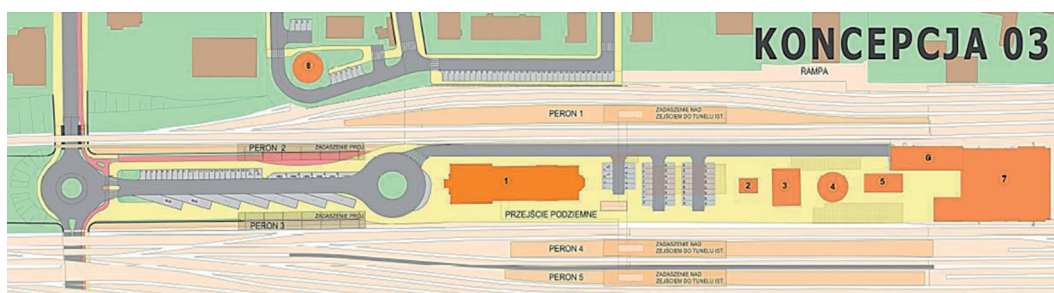 KONCEPCJA 03
8
RAMPA
PERON 1
ZADASZENIE NAD
ZEJŚCIEM DO TUNELU IST.
PERON 2
ZADASZENIE PROJ.
G
1
2
3
4
5
7
PRZEJŚCIE PODZIEMNE
PERON 3
ZADASZENIE PROJ.
PERON 4
ZADASZENIE NAD
ZEJŚCIEM DO TUNELU IST.
PERON 5
ZADASZENIE NAD
ZEJŚCIEM DO TUNELU IST.